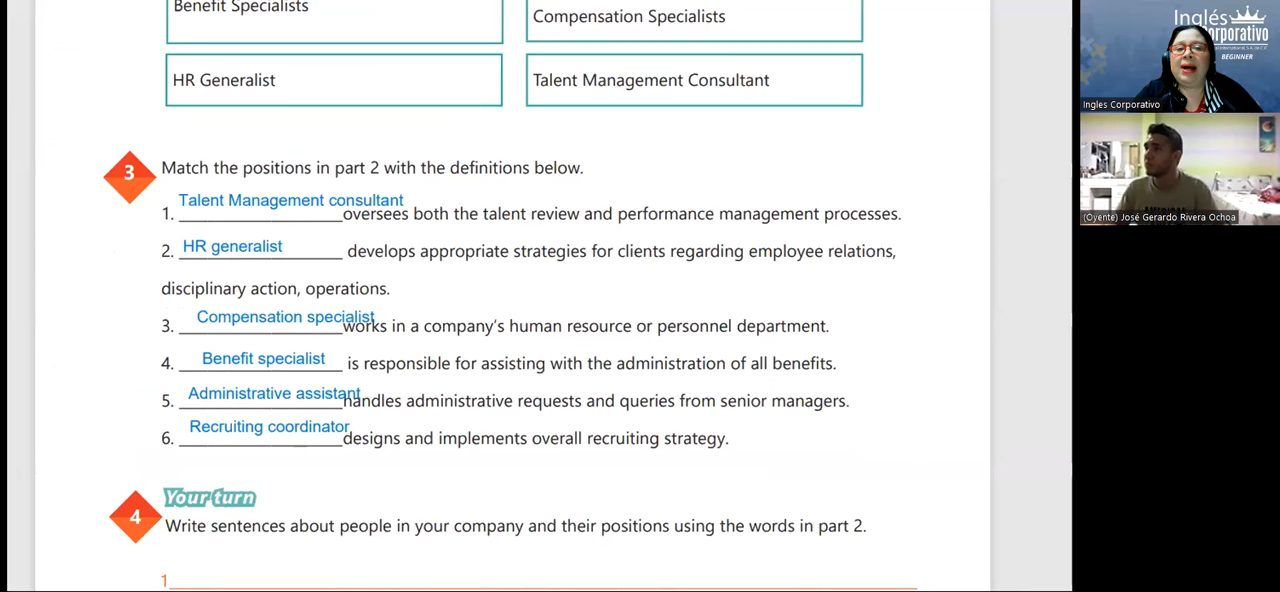 Benefit Specialists
Compensation Specialists
HR Generalist
Talent Management Consultant
3
Match the positions in part 2 with the definitions below.
1. Talent Management consultant oversees both the talent review and performance management processes.
2. HR generalist develops appropriate strategies for clients regarding employee relations,
disciplinary action, operations.
3. Compensation specialist works in a company's human resource or personnel department.
4. Benefit specialist is responsible for assisting with the administration of all benefits.
5. Administrative assistant handles administrative requests and queries from senior managers.
6. Recruiting coordinator designs and implements overall recruiting strategy.
4
Your turn
Write sentences about people in your company and their positions using the words in part 2.
1
Inglés
Corporativo
BEGINNER
Ingles Corporativo
(Oyente) José Gerardo Rivera Ochoa